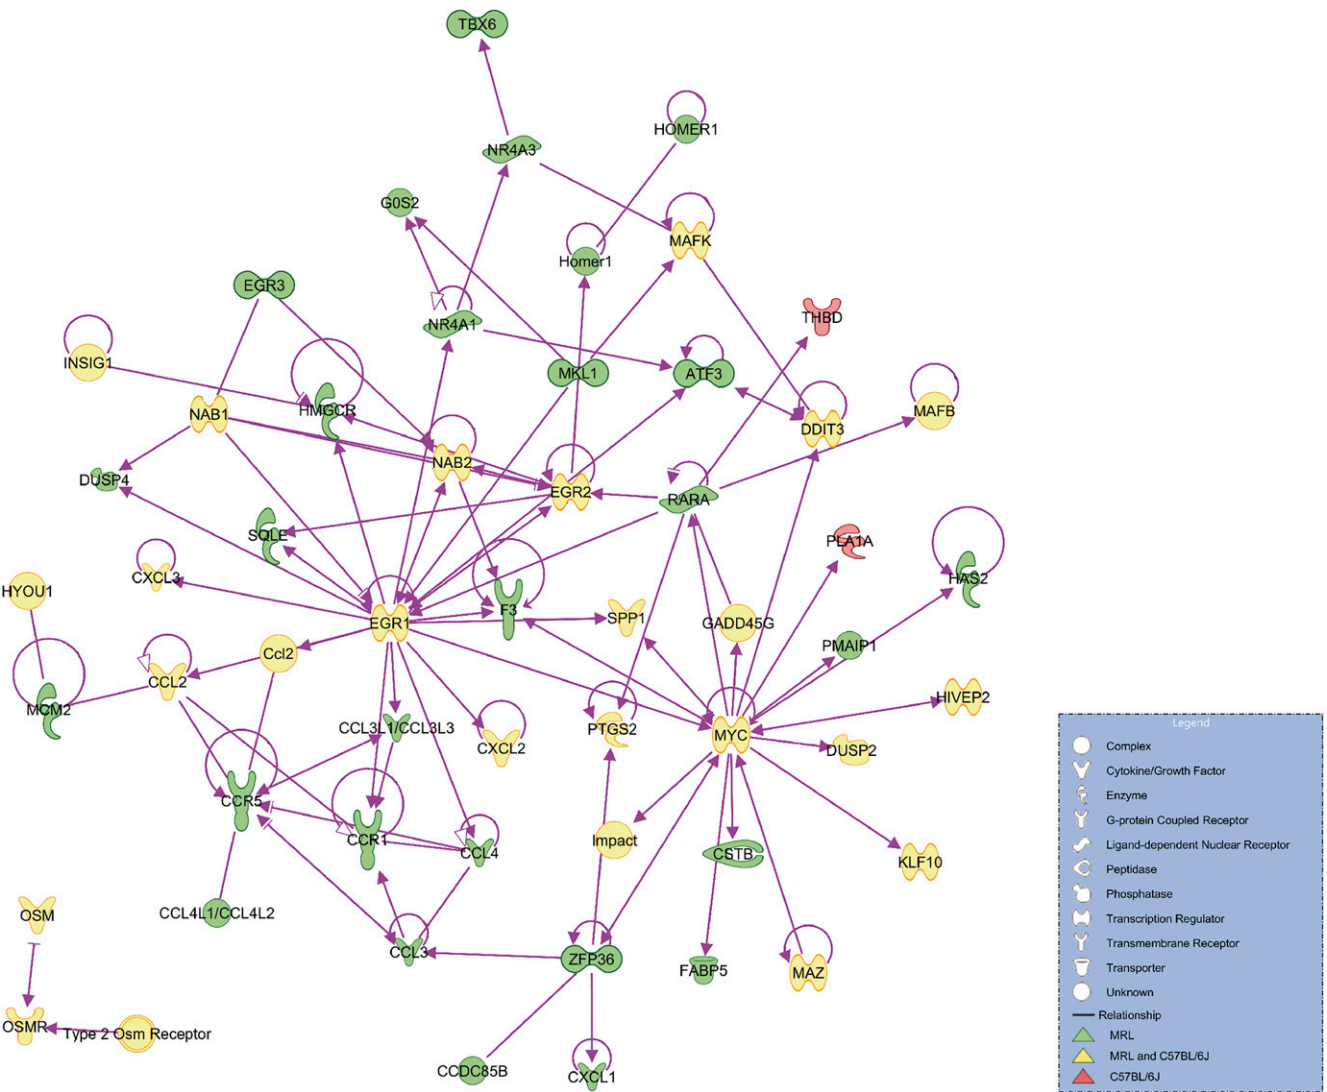 TBX6
HOMER1
NR4A3
G0S2
MAFK
Homer1
EGR3
THBD
NR4A1
INSIG1
MKL1
ATF3
HMGCR
NAB1
MAFB
DDIT3
NAB2
DUSP4
EGR2
RARA
SQLE
PLA1A
CXCL3
HAS2
HYOU1
F3
SPP1
EGR1
GADD45G
PMAIP1
Ccl2
CCL2
HIVEP2
MCM2
CCL3L1/CCL3L3
PTGS2
MYC
CXCL2
DUSP2
CCR5
CCR1
Impact
CCL4
CSTB
KLF10
CCL4L1/CCL4L2
OSM
CCL3
ZFP36
FABP5
MAZ
OSMR
Type 2 Osm Receptor
CCDC85B
CXCL1
Legend
Complex
Cytokine/Growth Factor
Enzyme
G-protein Coupled Receptor
Ligand-dependent Nuclear Receptor
Peptidase
Phosphatase
Transcription Regulator
Transmembrane Receptor
Transporter
Unknown
Relationship
MRL
MRL and C57BL/6J
C57BL/6J